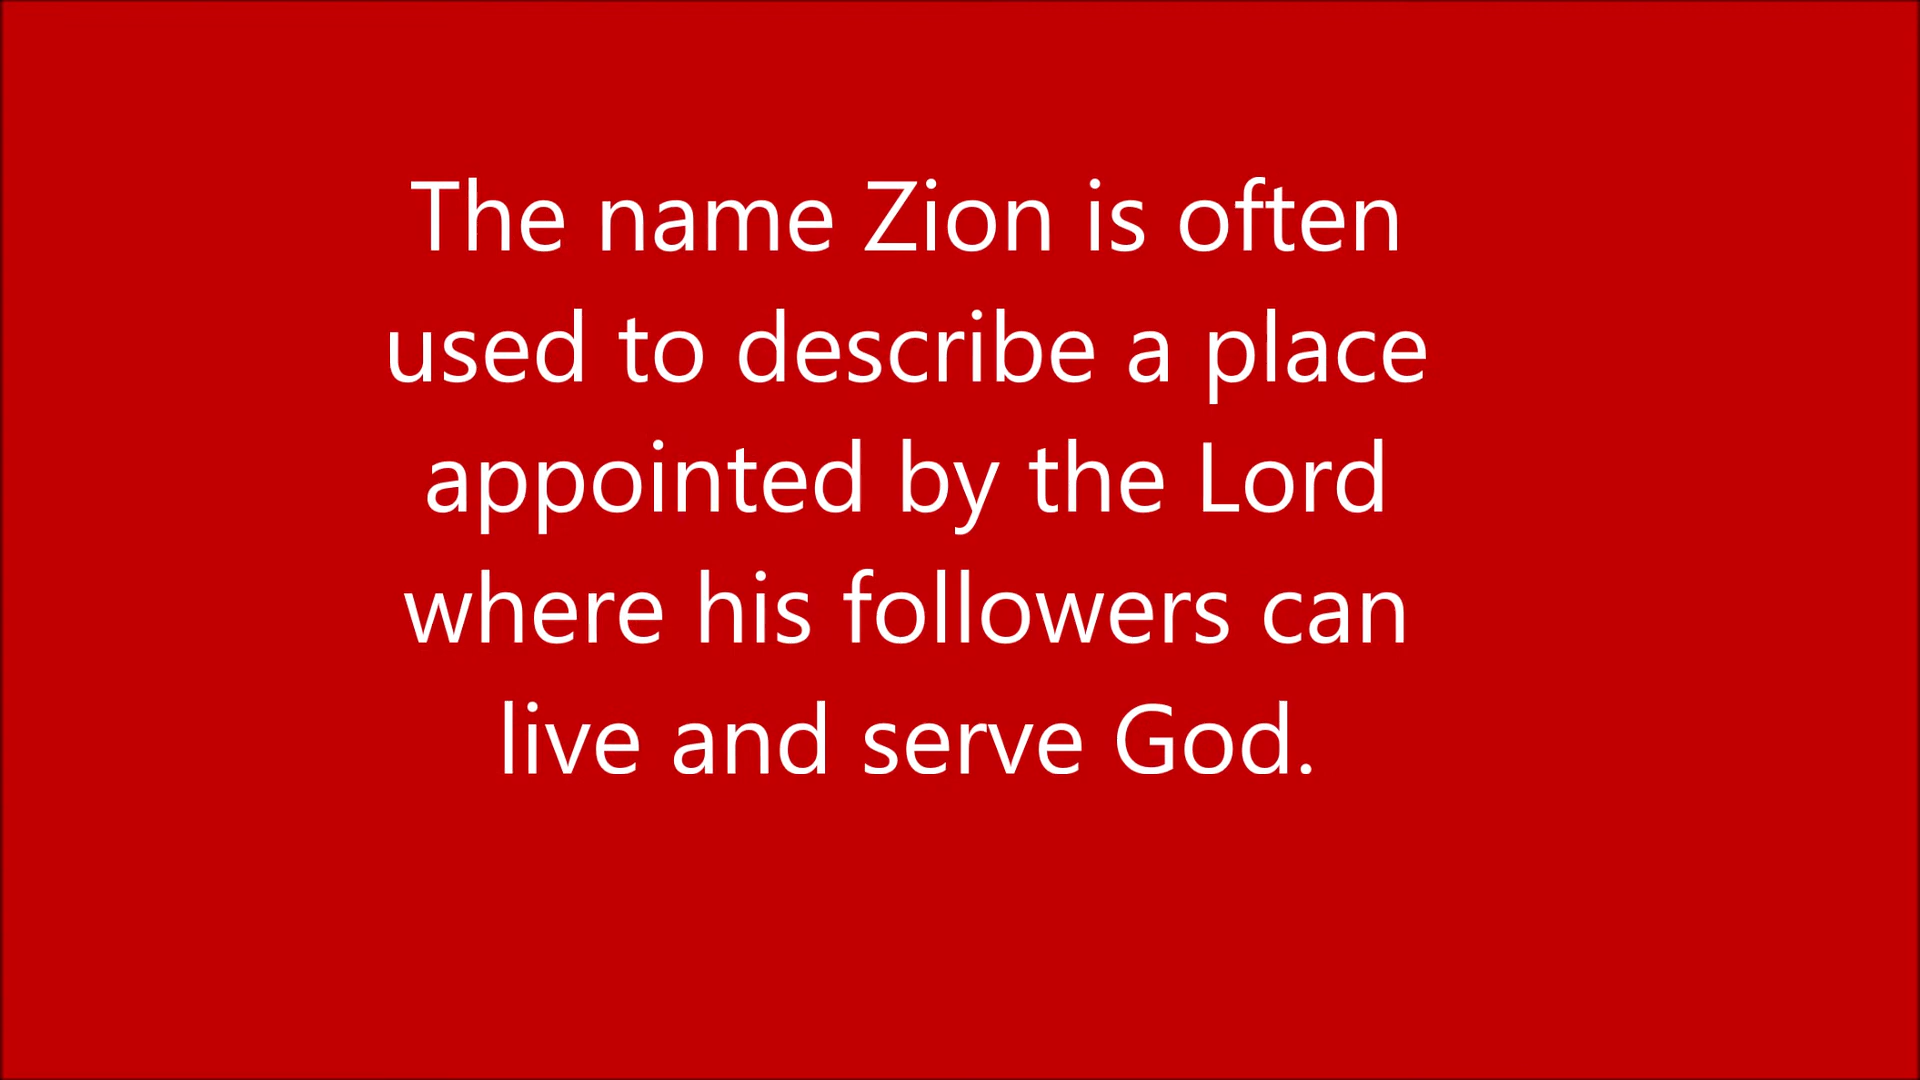 The name Zion is often
used to describe a place
appointed by the Lord
where his followers can
live and serve God.